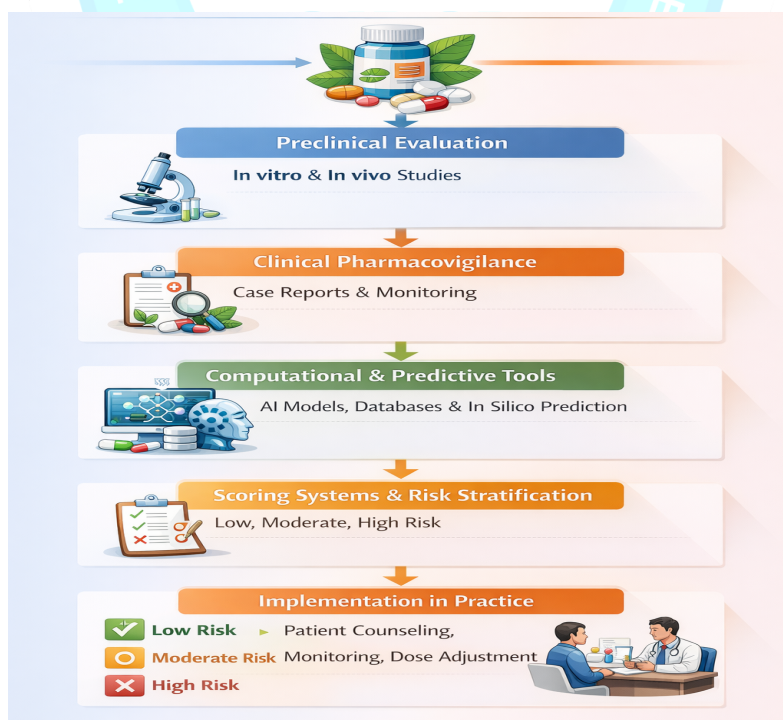 Preclinical Evaluation
In vitro & In vivo Studies
Clinical Pharmacovigilance
Case Reports & Monitoring
Computational & Predictive Tools
AI Models, Databases & In Silico Prediction
Scoring Systems & Risk Stratification
Low, Moderate, High Risk
Implementation in Practice
Low Risk ► Patient Counseling,
Moderate Risk Monitoring, Dose Adjustment
High Risk